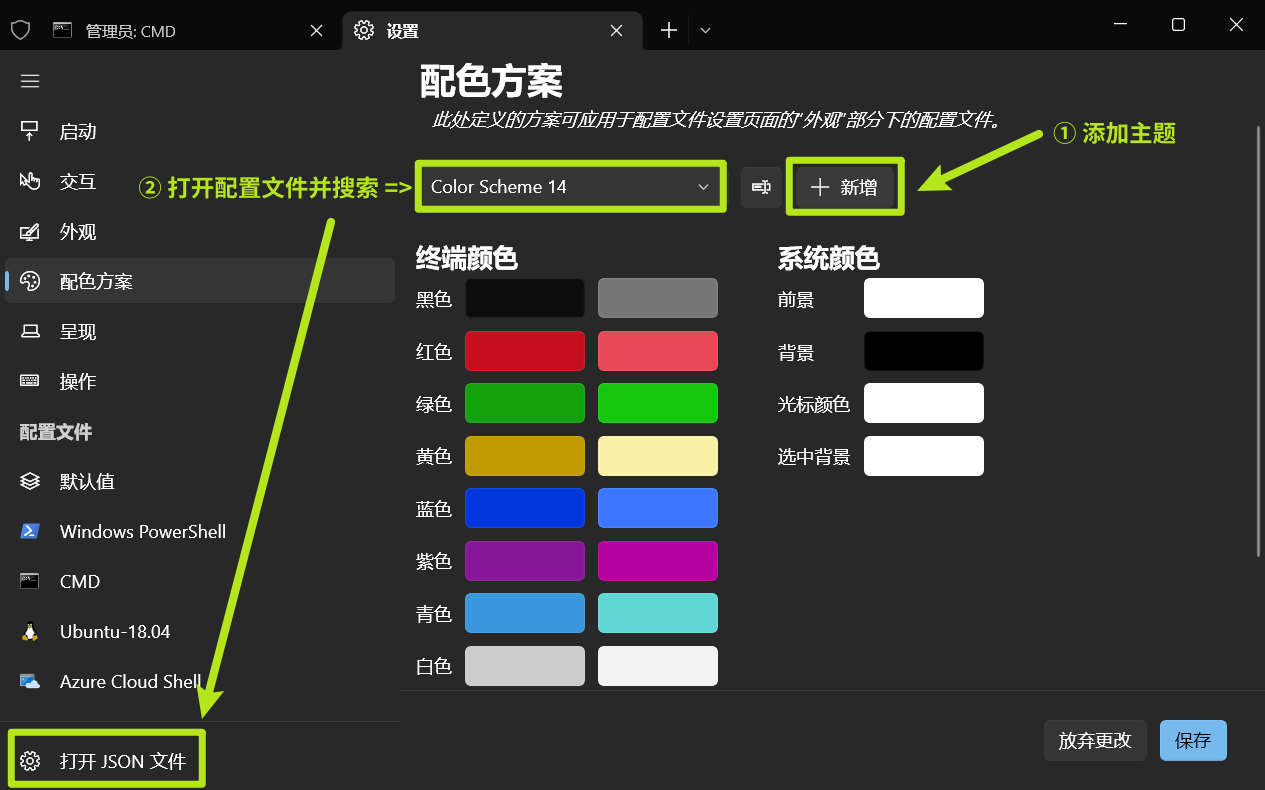 管理员: CMD
设置
配色方案
此处定义的方案可应用于配置文件设置页面的"外观"部分下的配置文件。
① 添加主题
② 打开配置文件并搜索 =>
Color Scheme 14
新增
启动
交互
外观
配色方案
呈现
操作
配置文件
默认值
Windows PowerShell
CMD
Ubuntu-18.04
Azure Cloud Shell
打开 JSON 文件
终端颜色
黑色
红色
绿色
黄色
蓝色
紫色
青色
白色
系统颜色
前景
背景
光标颜色
选中背景
放弃更改
保存